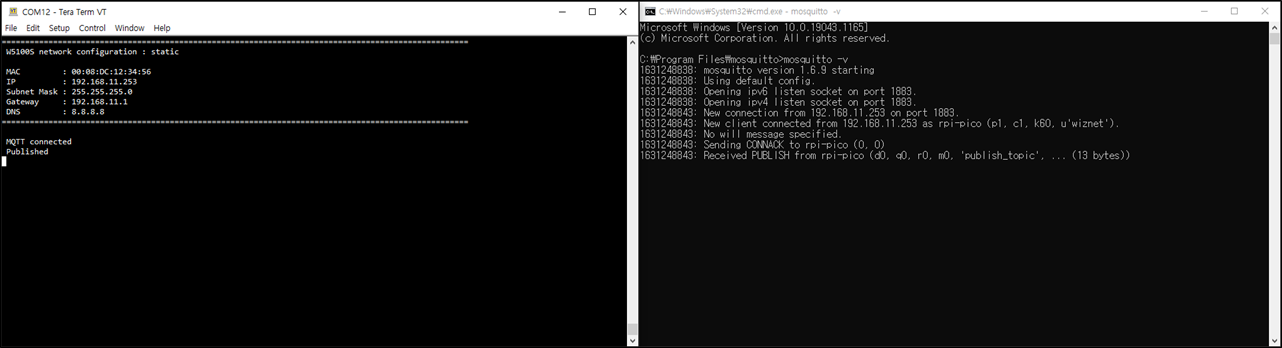 COM12 - Tera Term VT
File Edit Setup Control Window Help
====================================================================================================
W5100S network configuration : static
MAC : 00:08:DC:12:34:56
IP : 192.168.11.253
Subnet Mask : 255.255.255.0
Gateway : 192.168.11.1
DNS : 8.8.8.8
====================================================================================================
MQTT connected
Published
C:₩Windows₩System32₩cmd.exe - mosquitto -v
Microsoft Windows [Version 10.0.19043.1165]
(c) Microsoft Corporation. All rights reserved.
C:₩Program Files₩mosquitto>mosquitto -v
1631248838: mosquitto version 1.6.9 starting
1631248838: Using default config.
1631248838: Opening ipv6 listen socket on port 1883.
1631248838: Opening ipv4 listen socket on port 1883.
1631248843: New connection from 192.168.11.253 on port 1883.
1631248843: New client connected from 192.168.11.253 as rpi-pico (p1, c1, k60, u'wiznet').
1631248843: No will message specified.
1631248843: Sending CONNACK to rpi-pico (0, 0)
1631248843: Received PUBLISH from rpi-pico (d0, q0, r0, m0, 'publish_topic', ... (13 bytes))